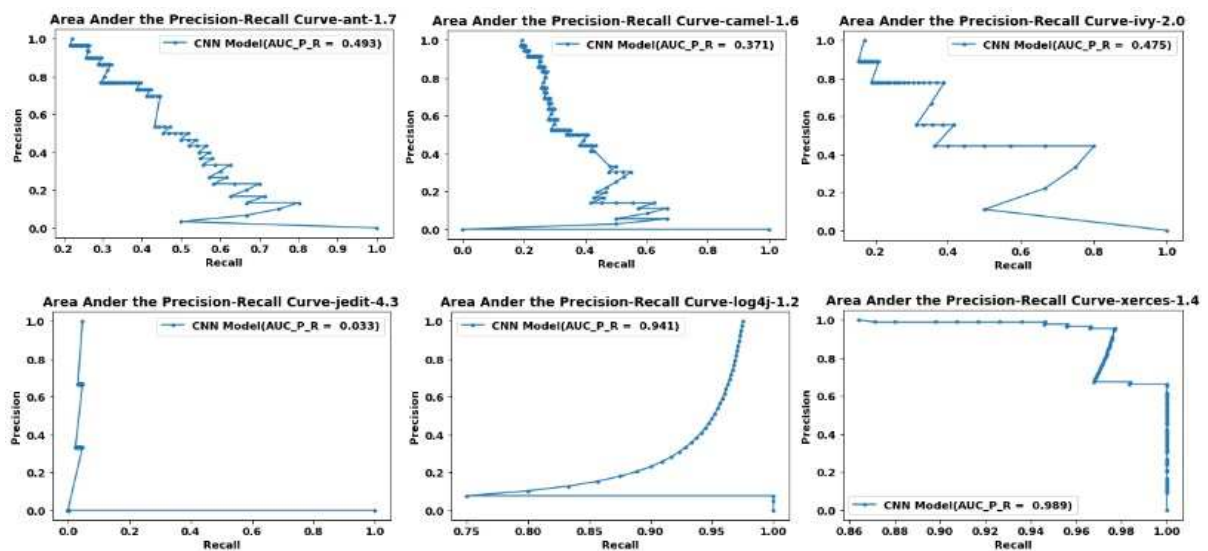 Area Ander the Precision-Recall Curve-ant-1.7
1.0
0.8
0.6
0.4
0.2
0.0
Precision
CNN Model(AUC_P_R = 0.493)
0.2 0.3 0.4 0.5 0.6 0.7 0.8 0.9 1.0
Recall
Area Ander the Precision-Recall Curve-camel-1.6
1.0
0.8
0.6
0.4
0.2
0.0
Precision
CNN Model(AUC_P_R = 0.371)
0.0 0.2 0.4 0.6 0.8 1.0
Recall
Area Ander the Precision-Recall Curve-ivy-2.0
1.0
0.8
0.6
0.4
0.2
0.0
Precision
CNN Model(AUC_P_R = 0.475)
0.2 0.4 0.6 0.8 1.0
Recall
Area Ander the Precision-Recall Curve-jedit-4.3
1.0
0.8
0.6
0.4
0.2
0.0
Precision
CNN Model(AUC_P_R = 0.033)
0.0 0.2 0.4 0.6 0.8 1.0
Recall
Area Ander the Precision-Recall Curve-log4j-1.2
1.0
0.8
0.6
0.4
0.2
0.0
Precision
CNN Model(AUC_P_R = 0.941)
0.75 0.80 0.85 0.90 0.95 1.00
Recall
Area Ander the Precision-Recall Curve-xerces-1.4
1.0
0.8
0.6
0.4
0.2
0.0
Precision
CNN Model(AUC_P_R = 0.989)
0.86 0.88 0.90 0.92 0.94 0.96 0.98 1.00
Recall